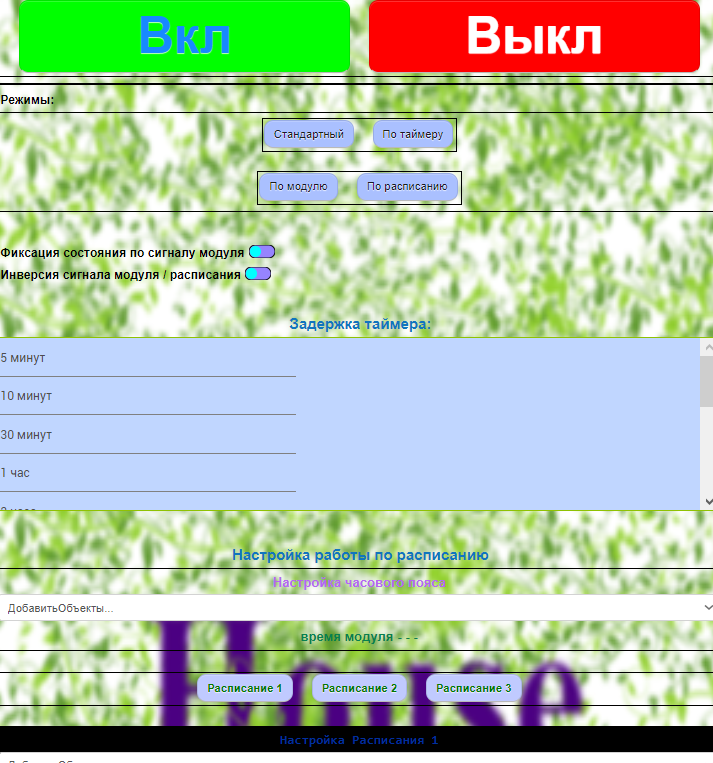 Вкл Выкл
Режимы:
Стандартный По таймеру
По модулю По расписанию
Фиксация состояния по сигналу модуля
Инверсия сигнала модуля / расписания
Задержка таймера:
5 минут
10 минут
30 минут
1 час
Настройка работы по расписанию
Настройка часового пояса
ДобавитьОбъекты...
время модуля - - -
House
Расписание 1 Расписание 2 Расписание 3
Настройка Расписания 1